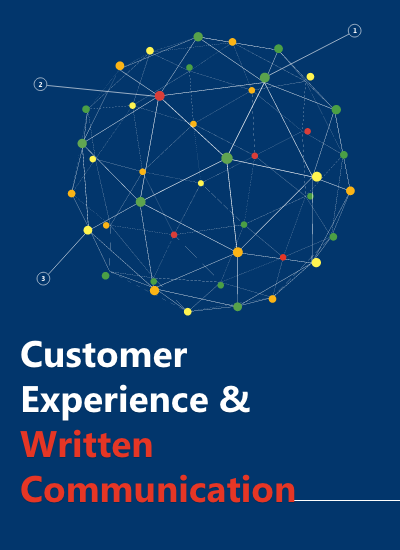 1
2
3
Customer
Experience &
Written
Communication